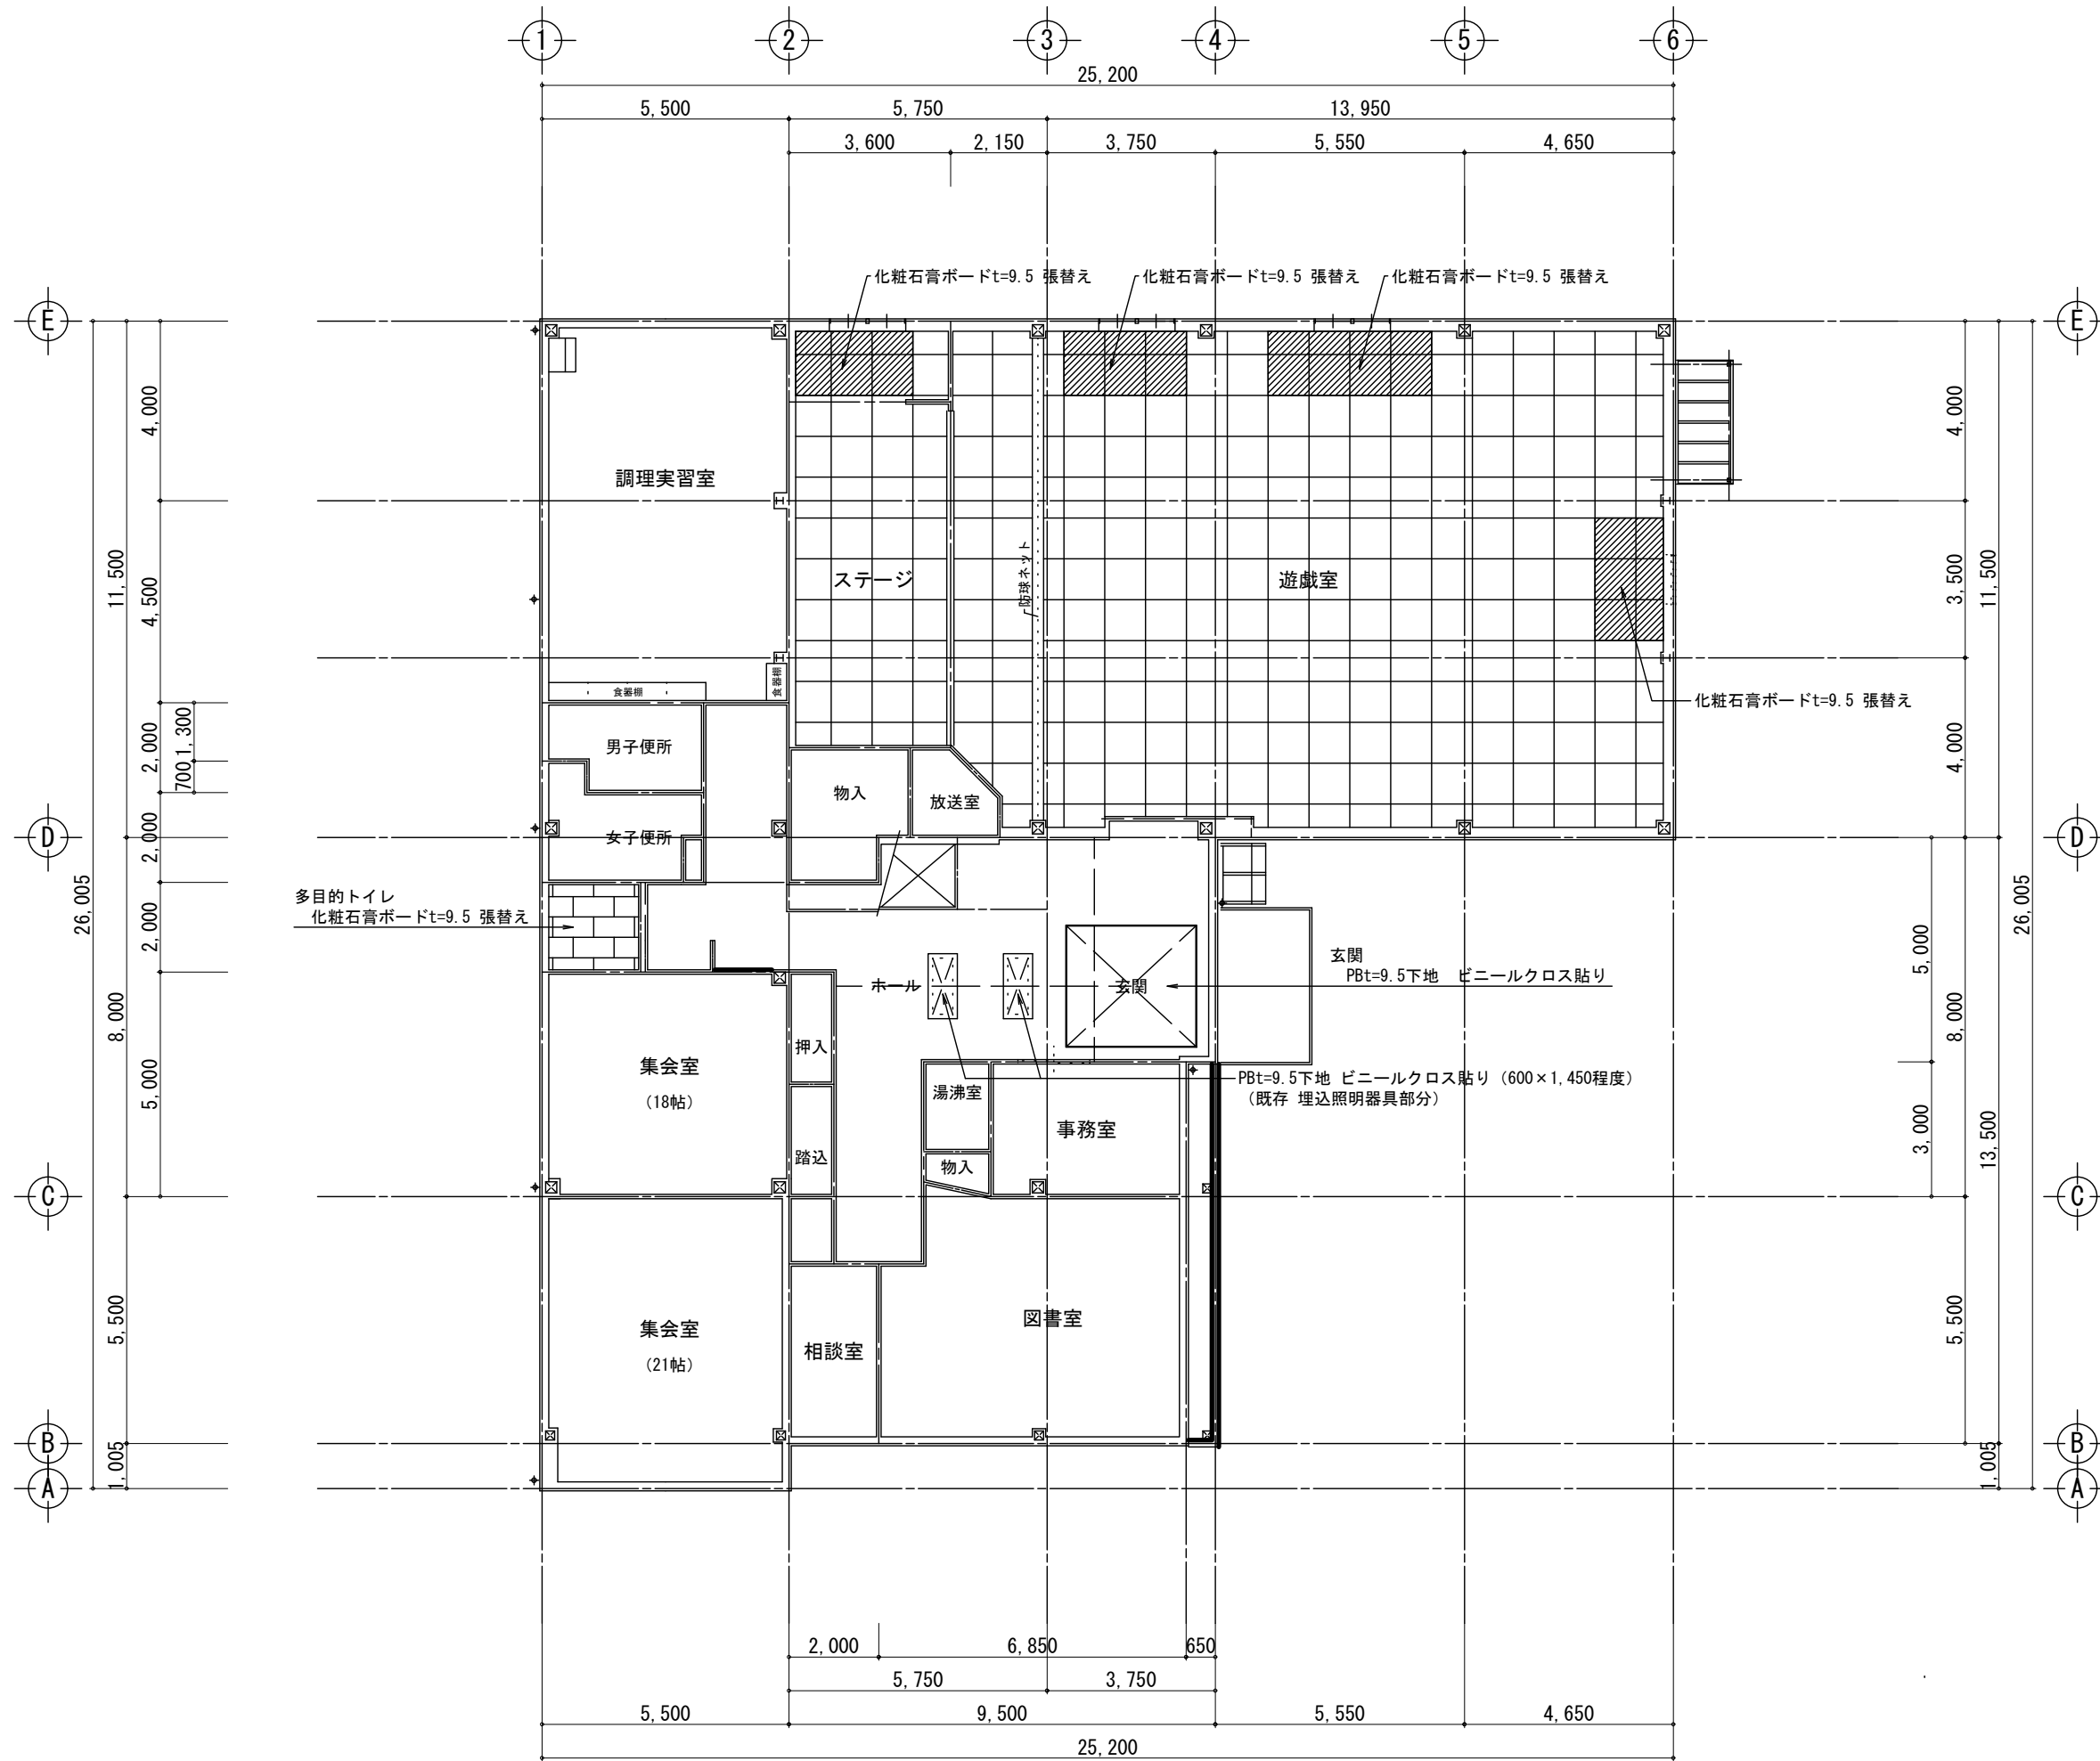 1 2 3 4 5 6
25,200
5,500 5,750 13,950
3,600 2,150 3,750 5,550 4,650
化粧石膏ボードt=9.5 張替え 化粧石膏ボードt=9.5 張替え 化粧石膏ボードt=9.5 張替え
E E
4,000 4,000
調理実習室
11,500 4,500 3,500 11,500
ステージ 防球ネット 遊戯室
食器棚 食器棚
化粧石膏ボードt=9.5 張替え
2,000 1,300 700 4,000
男子便所
物入 放送室
D D
女子便所
2,000
26,005 26,005
多目的トイレ
化粧石膏ボードt=9.5 張替え
2,000 5,000
玄関
PBt=9.5下地 ビニールクロス貼り
ホール 玄関
8,000 8,000
押入
集会室
(18帖)
5,000
湯沸室
PBt=9.5下地 ビニールクロス貼り (600×1,450程度)
(既存 埋込照明器具部分)
事務室
踏込
物入
3,000 13,500
C C
5,500 5,500
図書室
集会室
(21帖)
相談室
B B
1,005 1,005
A A
2,000 6,850 650
5,750 3,750
5,500 9,500 5,550 4,650
25,200